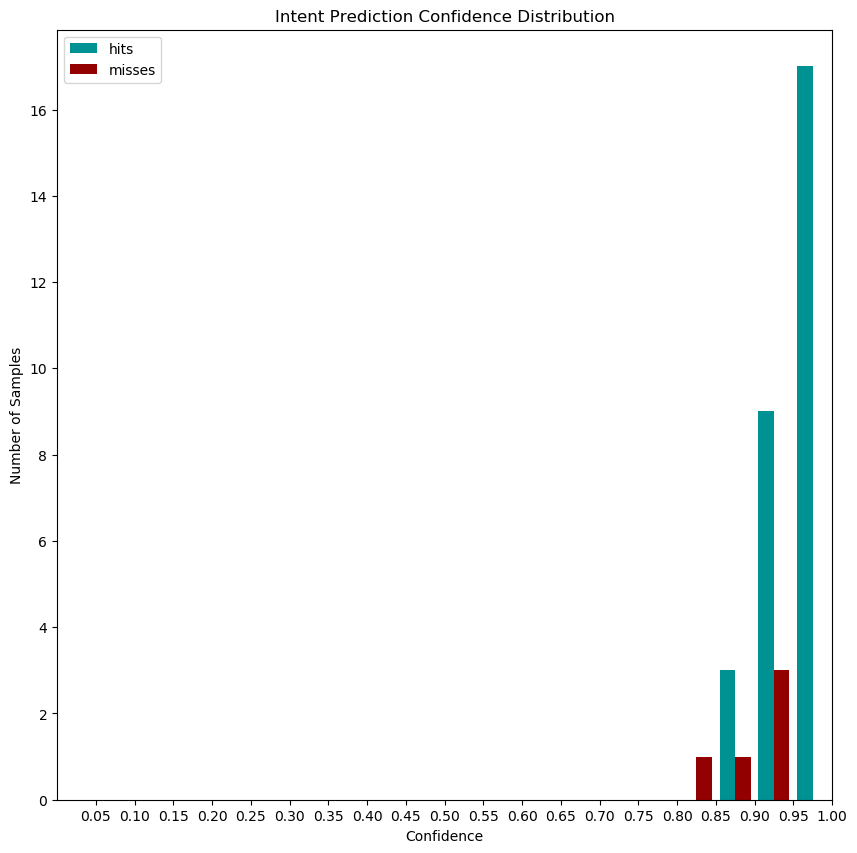 Intent Prediction Confidence Distribution
hits
misses
16
14
12
10
8
6
4
2
0
Number of Samples
0.05 0.10 0.15 0.20 0.25 0.30 0.35 0.40 0.45 0.50 0.55 0.60 0.65 0.70 0.75 0.80 0.85 0.90 0.95 1.00
Confidence